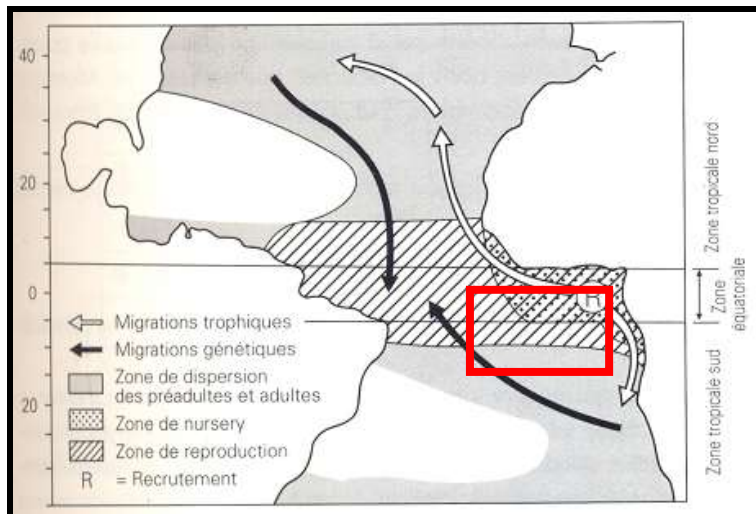 40
20
0
20
40
Migrations trophiques
Migrations génétiques
Zone de dispersion
des préadultes et adultes
Zone de nursery
Zone de reproduction
R = Recrutement
R
Zone tropicale nord
Zone
équatoriale
Zone tropicale sud